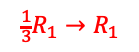 ⅓R₁ → R₁